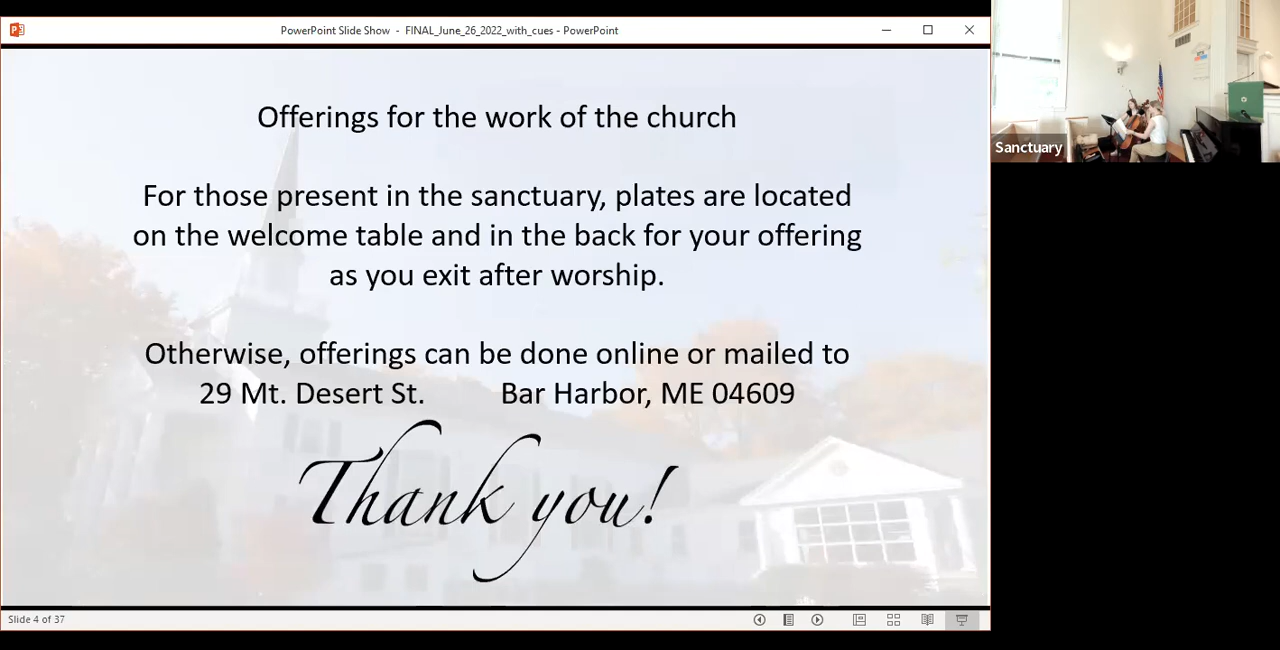 PowerPoint Slide Show - FINAL_June_26_2022_with_cues - PowerPoint
Offerings for the work of the church
For those present in the sanctuary, plates are located
on the welcome table and in the back for your offering
as you exit after worship.
Otherwise, offerings can be done online or mailed to
29 Mt. Desert St. Bar Harbor, ME 04609
Thank you!
Slide 4 of 37
Sanctuary